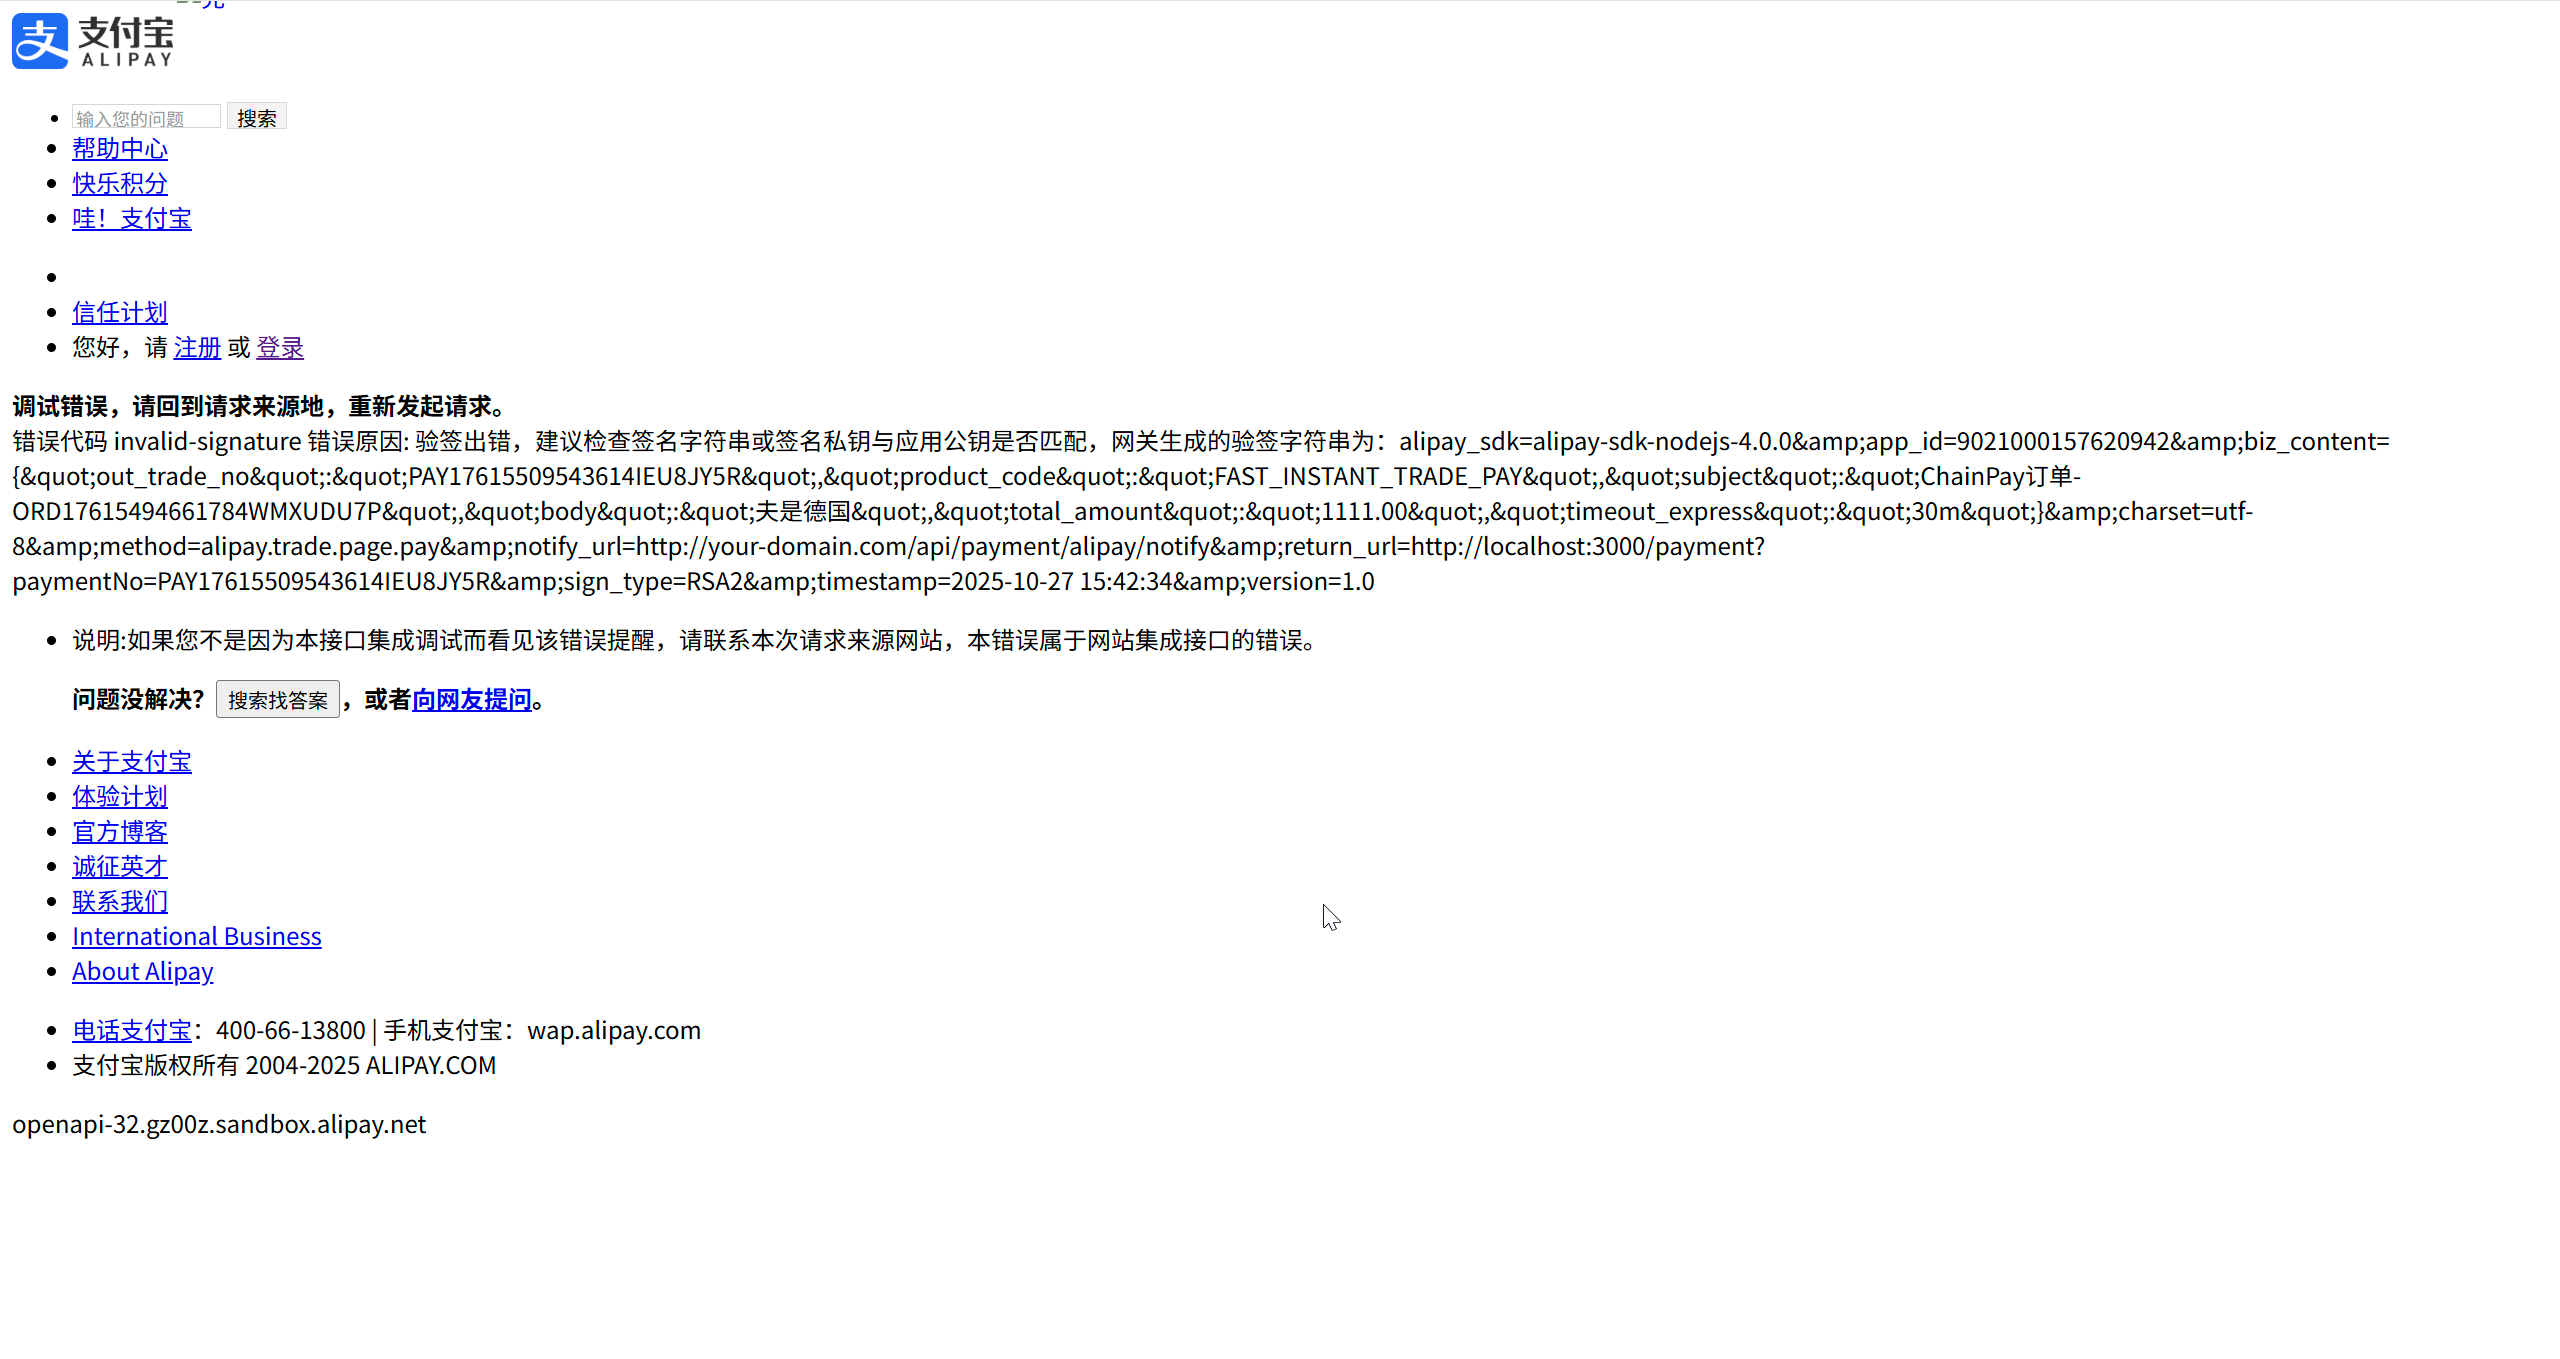 支付宝
ALIPAY
输入您的问题 搜索
帮助中心
快乐积分
哇！支付宝
信任计划
您好，请 注册 或 登录
调试错误，请回到请求来源地，重新发起请求。
错误代码 invalid-signature 错误原因: 验签出错，建议检查签名字符串或签名私钥与应用公钥是否匹配，网关生成的验签字符串为：alipay_sdk=alipay-sdk-nodejs-4.0.0&amp;app_id=9021000157620942&amp;biz_content=
{&quot;out_trade_no&quot;:&quot;PAY17615509543614IEU8JY5R&quot;,&quot;product_code&quot;:&quot;FAST_INSTANT_TRADE_PAY&quot;,&quot;subject&quot;:&quot;ChainPay订单-
ORD17615494661784WMXUDU7P&quot;,&quot;body&quot;:&quot;夫是德国&quot;,&quot;total_amount&quot;:&quot;1111.00&quot;,&quot;timeout_express&quot;:&quot;30m&quot;}&amp;charset=utf-
8&amp;method=alipay.trade.page.pay&amp;notify_url=http://your-domain.com/api/payment/alipay/notify&amp;return_url=http://localhost:3000/payment?
paymentNo=PAY17615509543614IEU8JY5R&amp;sign_type=RSA2&amp;timestamp=2025-10-27 15:42:34&amp;version=1.0
说明:如果您不是因为本接口集成调试而看见该错误提醒，请联系本次请求来源网站，本错误属于网站集成接口的错误。
问题没解决？ 搜索找答案 ，或者向网友提问。
关于支付宝
体验计划
官方博客
诚征英才
联系我们
International Business
About Alipay
电话支付宝：400-66-13800 | 手机支付宝：wap.alipay.com
支付宝版权所有 2004-2025 ALIPAY.COM
openapi-32.gz00z.sandbox.alipay.net